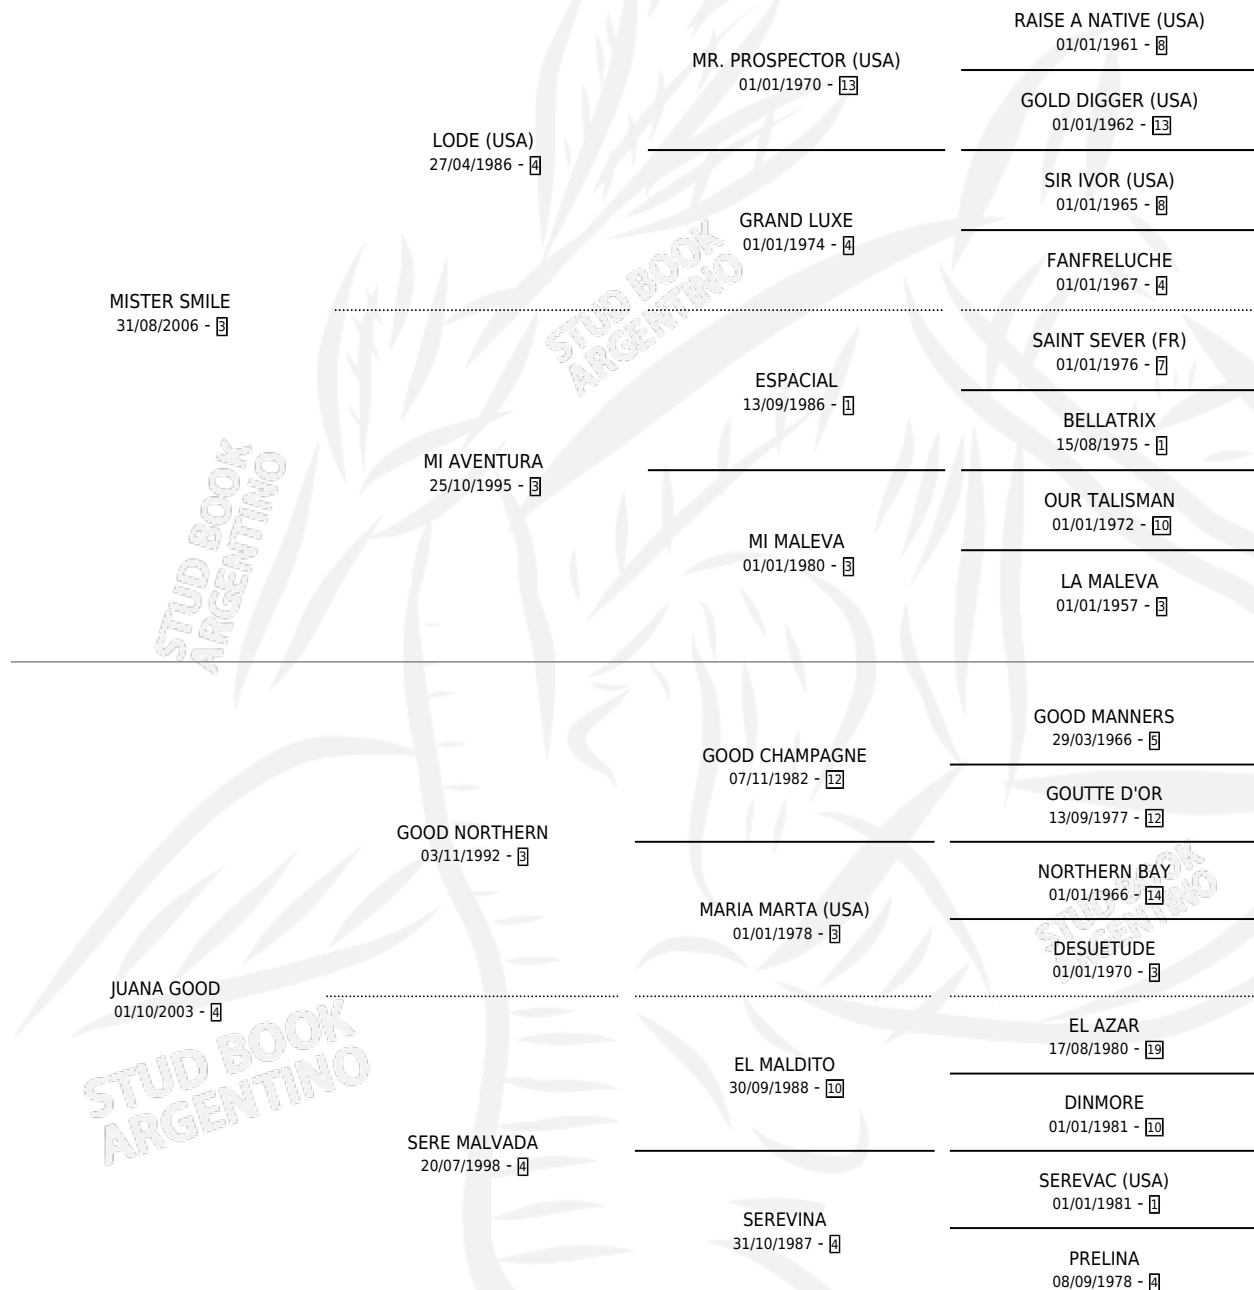 RAISE A NATIVE (USA)
01/01/1961 - 8
MR. PROSPECTOR (USA)
01/01/1970 - 13
GOLD DIGGER (USA)
01/01/1962 - 13
LODE (USA)
27/04/1986 - 4
SIR IVOR (USA)
01/01/1965 - 8
GRAND LUXE
01/01/1974 - 4
FANFRELUCHE
01/01/1967 - 4
MISTER SMILE
31/08/2006 - 3
SAINT SEVER (FR)
01/01/1976 - 7
ESPACIAL
13/09/1986 - 1
BELLATRIX
15/08/1975 - 1
MI AVENTURA
25/10/1995 - 3
OUR TALISMAN
01/01/1972 - 10
MI MALEVA
01/01/1980 - 3
LA MALEVA
01/01/1957 - 3
GOOD MANNERS
29/03/1966 - 5
GOOD CHAMPAGNE
07/11/1982 - 12
GOUTTE D'OR
13/09/1977 - 12
GOOD NORTHERN
03/11/1992 - 3
NORTHERN BAY
01/01/1966 - 14
MARIA MARTA (USA)
01/01/1978 - 3
DESUETUDE
01/01/1970 - 3
JUANA GOOD
01/10/2003 - 4
EL AZAR
17/08/1980 - 19
EL MALDITO
30/09/1988 - 10
DINMORE
01/01/1981 - 10
SERE MALVADA
20/07/1998 - 4
SEREVAC (USA)
01/01/1981 - 1
SEREVINA
31/10/1987 - 4
PRELINA
08/09/1978 - 4
STUD BOOK
ARGENTINO
STUD BOOK
ARGENTINO
STUD BOOK
ARGENTINO
STUD BOOK
ARGENTINO